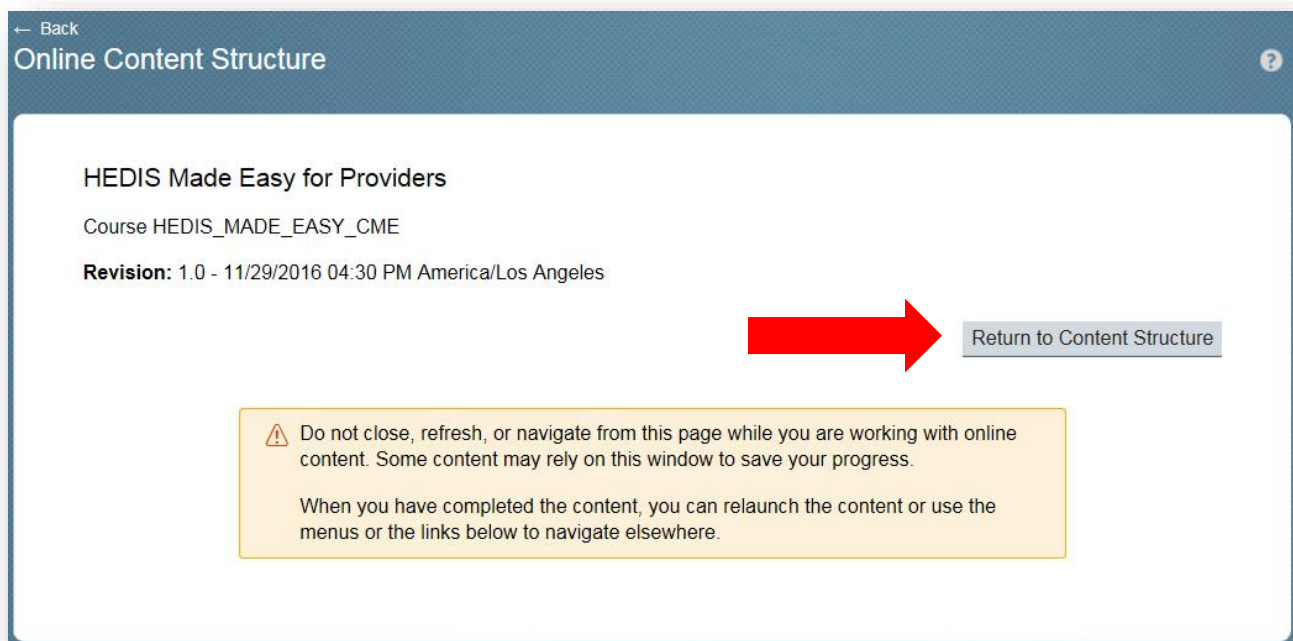 ← Back
Online Content Structure
?
HEDIS Made Easy for Providers
Course HEDIS_MADE_EASY_CME
Revision: 1.0 - 11/29/2016 04:30 PM America/Los Angeles
Return to Content Structure
Do not close, refresh, or navigate from this page while you are working with online
content. Some content may rely on this window to save your progress.
When you have completed the content, you can relaunch the content or use the
menus or the links below to navigate elsewhere.